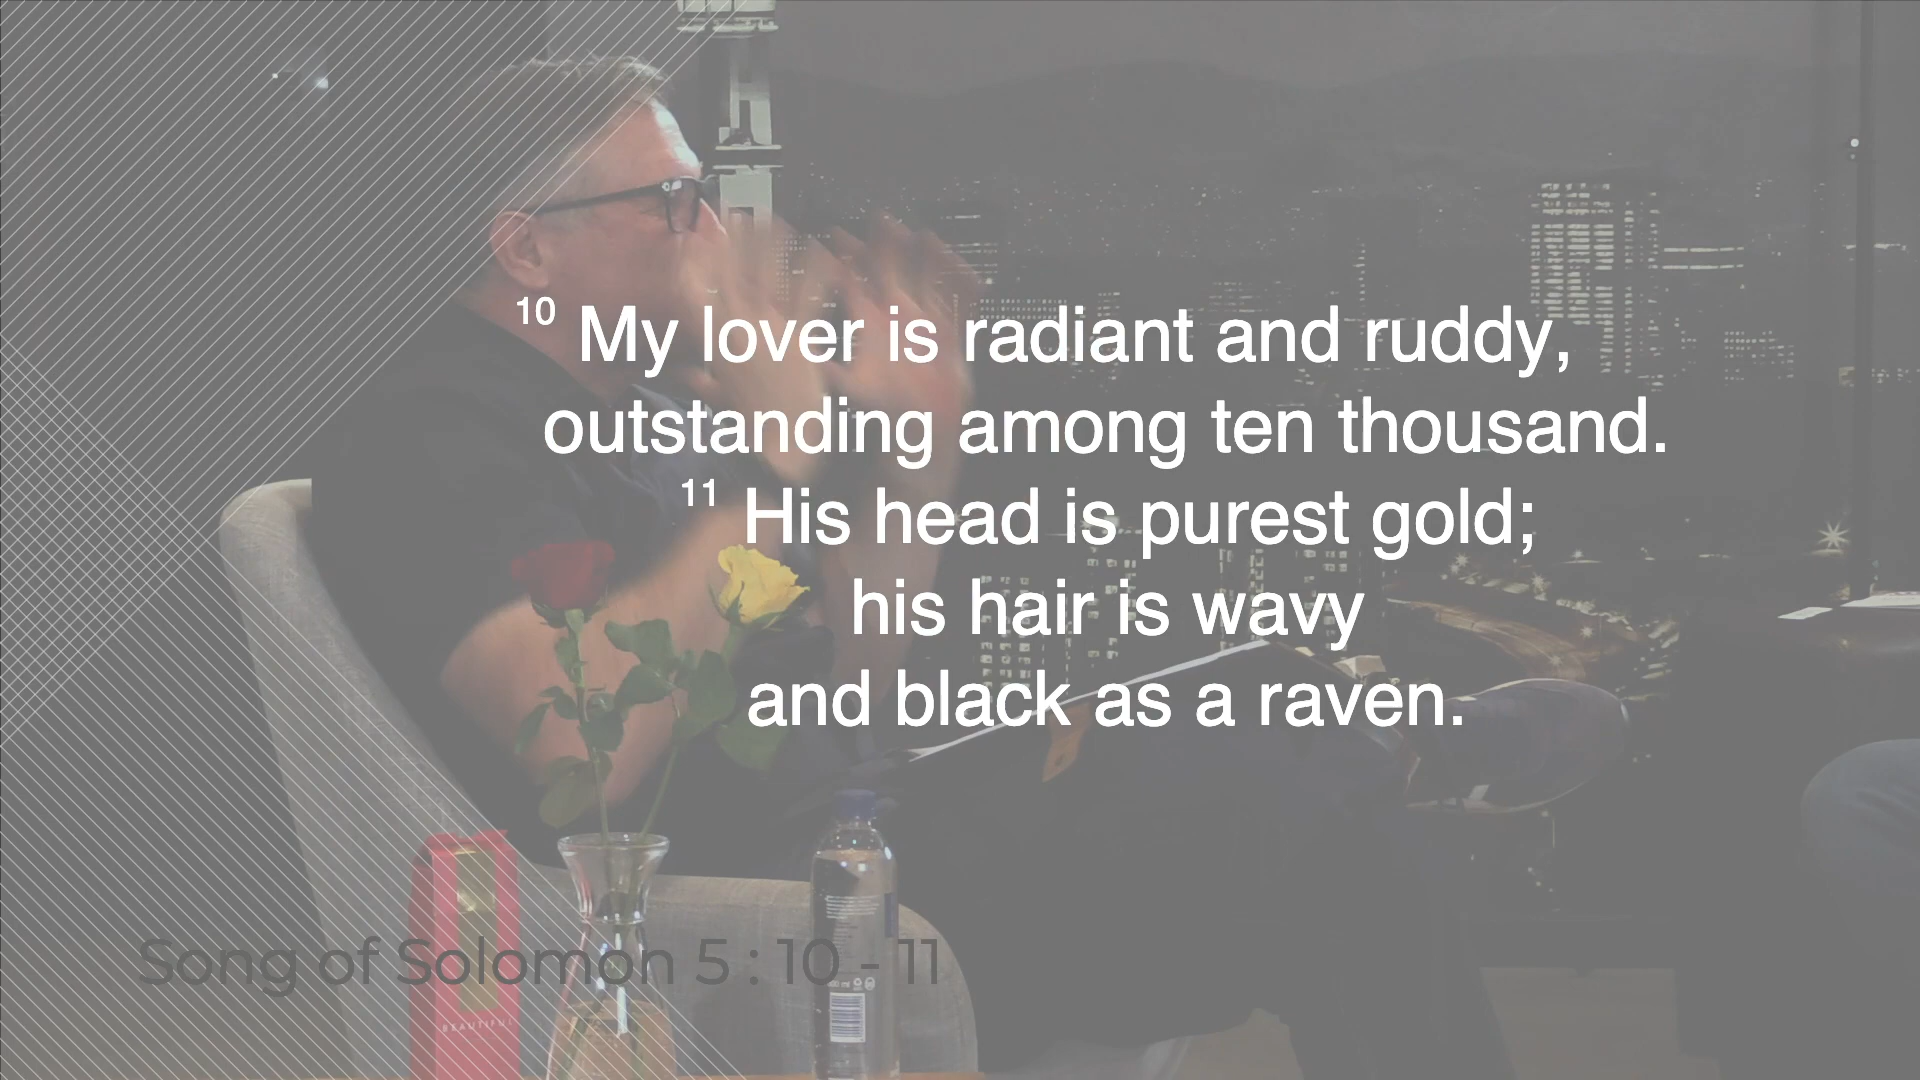 10 My lover is radiant and ruddy,
outstanding among ten thousand.
11 His head is purest gold;
his hair is wavy
and black as a raven.
Song of Solomon 5 : 10 - 11
BEAUTIFUL